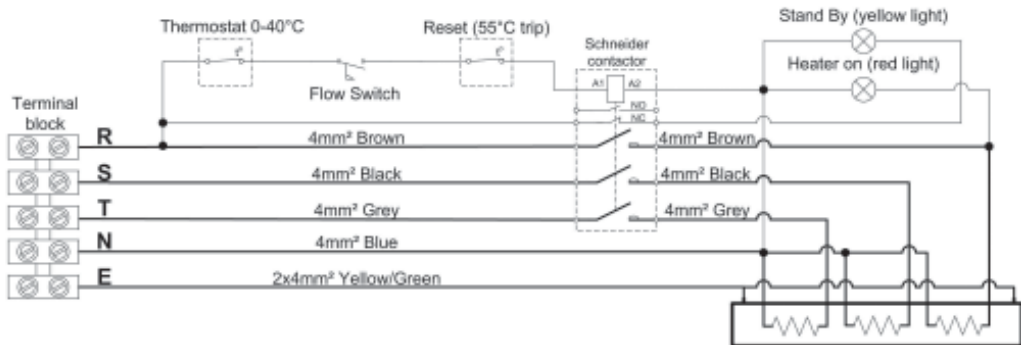 Stand By (yellow light)
Thermostat 0-40°C
Reset (55°C trip)
Schneider
contactor
Heater on (red light)
t°
t°
A1
A2
Flow Switch
NO
NC
Terminal
block
R
4mm² Brown
4mm² Brown
S
4mm² Black
4mm² Black
T
4mm² Grey
4mm² Grey
N
4mm² Blue
E
2x4mm² Yellow/Green